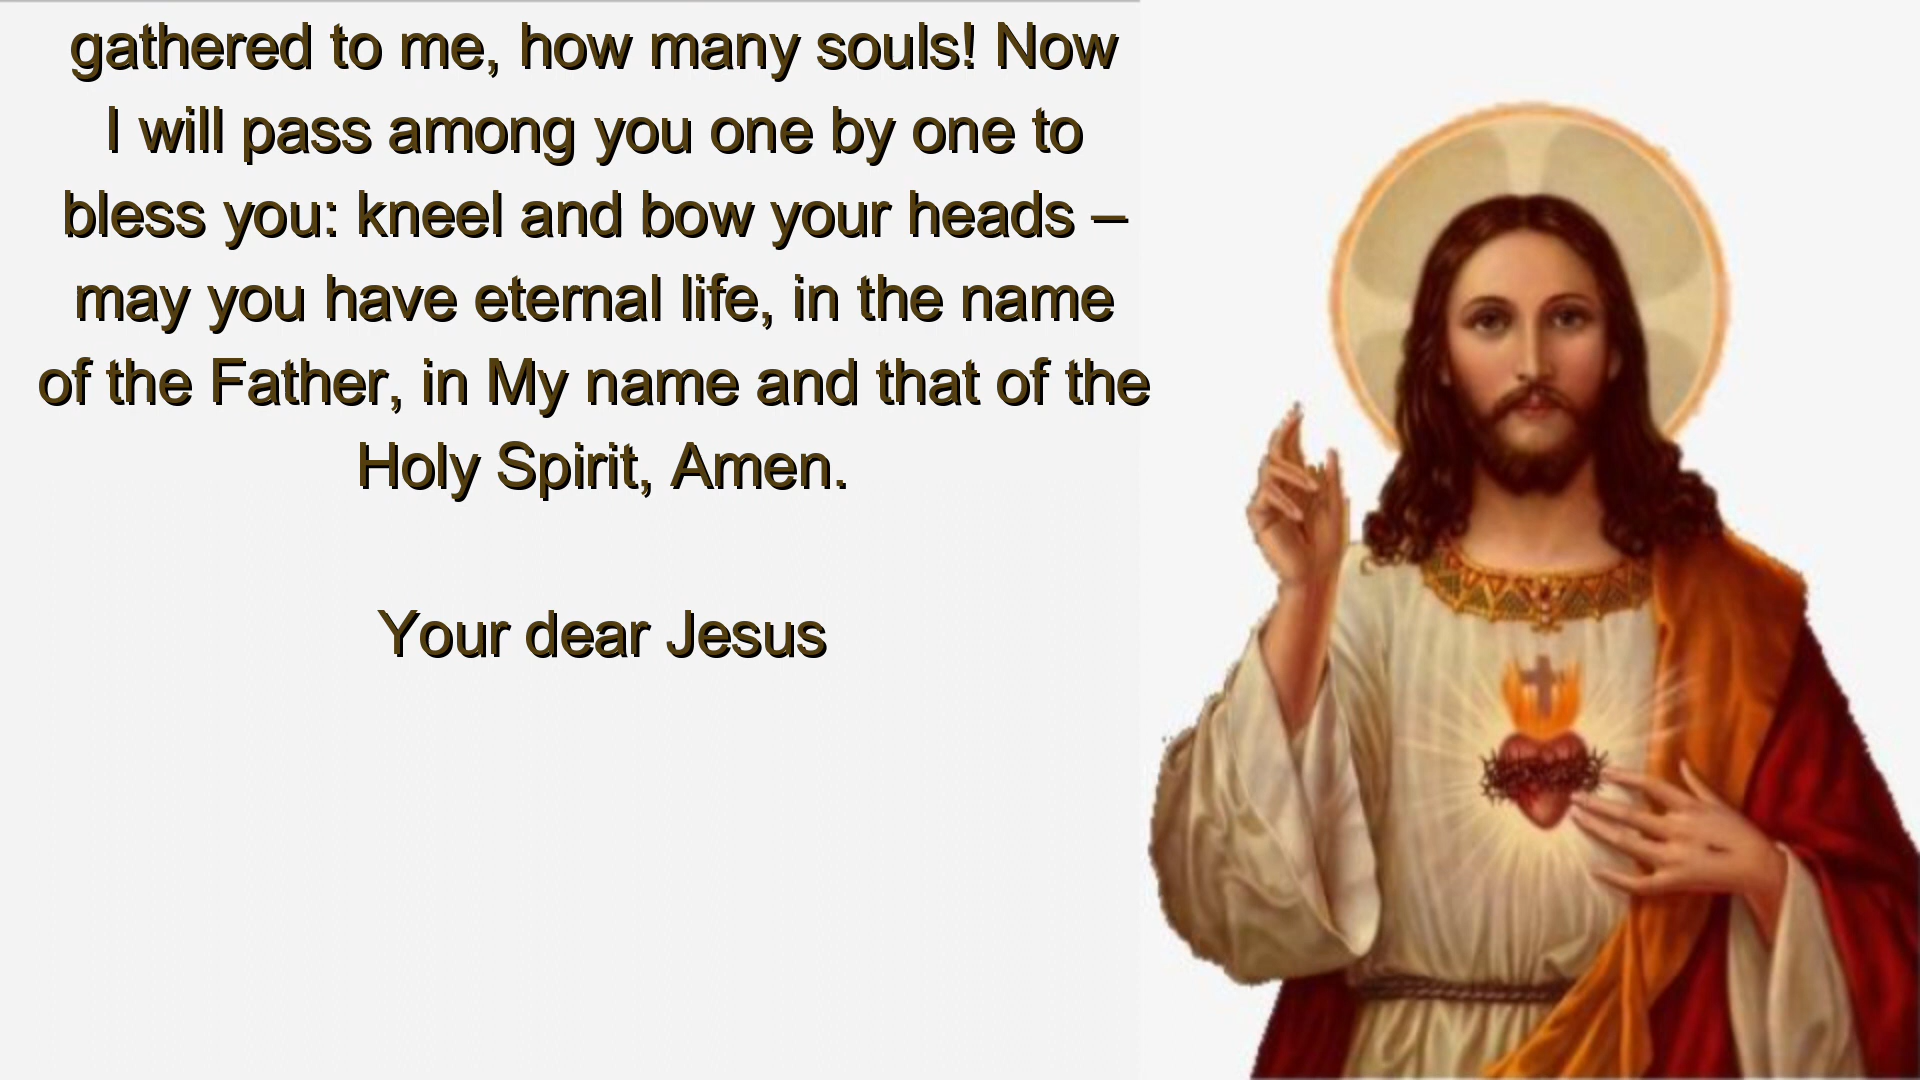 gathered to me, how many souls! Now
I will pass among you one by one to
bless you: kneel and bow your heads –
may you have eternal life, in the name
of the Father, in My name and that of the
Holy Spirit, Amen.
Your dear Jesus